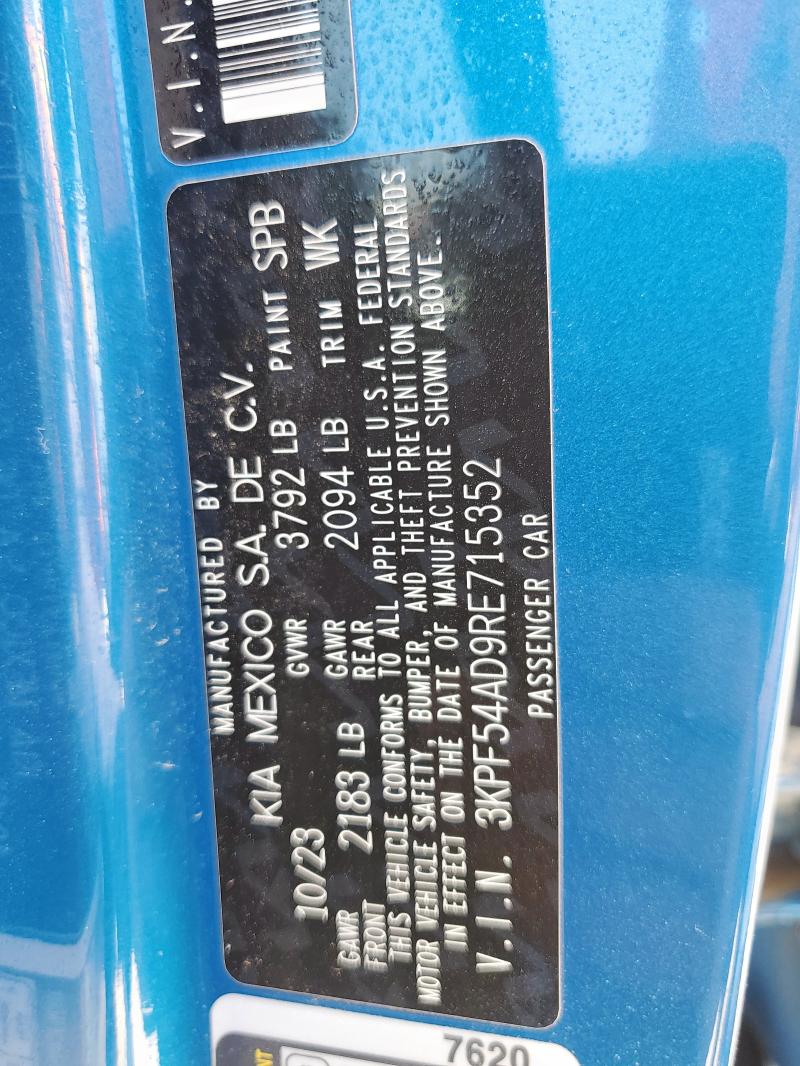 V.I.N.
MANUFACTURED BY
KIA MEXICO S.A. DE C.V.
10/23 GVWR 3792 LB PAINT SPB
GAWR FRONT 2183 LB GAWR REAR 2094 LB TRIM WK
THIS VEHICLE CONFORMS TO ALL APPLICABLE U.S.A. FEDERAL
MOTOR VEHICLE SAFETY, BUMPER, AND THEFT PREVENTION STANDARDS
IN EFFECT ON THE DATE OF MANUFACTURE SHOWN ABOVE.
V.I.N. 3KPF54AD9RE715352
PASSENGER CAR
7620